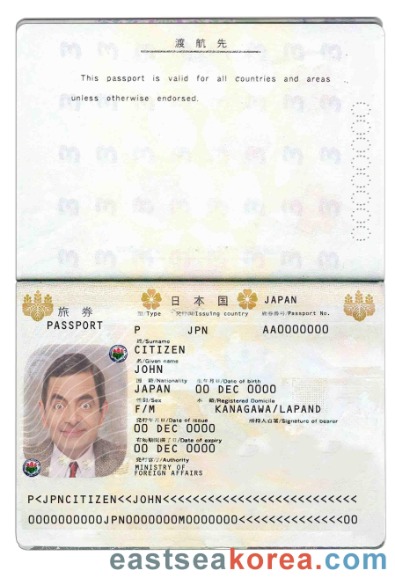 渡航先
This passport is valid for all countries and areas
unless otherwise endorsed.
旅券
PASSPORT
日本国 JAPAN
型/Type 発行国/Issuing country 旅券番号/Passport No.
P JPN AA0000000
姓/Surname
CITIZEN
名/Given name
JOHN
国籍/Nationality 生年月日/Date of birth
JAPAN 00 DEC 0000
性別/Sex 本籍/Registered Domicile
F/M KANAGAWA/LAPAND
発行年月日/Date of issue 所持人自署/Signature of bearer
00 DEC 0000
有効期間満了日/Date of expiry
00 DEC 0000
発行官庁/Authority
MINISTRY OF
FOREIGN AFFAIRS
P<JPNCITIZEN<<JOHN<<<<<<<<<<<<<<<<<<<<<<<<<<
0000000000JPN0000000M0000000<<<<<<<<<<<<<<00
eastseakorea.com